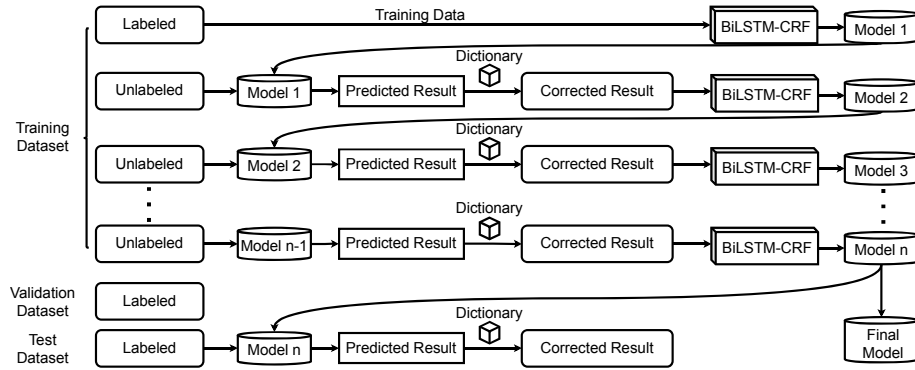 Labeled
Training Data
BiLSTM-CRF
Model 1
Unlabeled
Model 1
Predicted Result
Dictionary
Corrected Result
BiLSTM-CRF
Model 2
Training
Dataset
Unlabeled
Model 2
Predicted Result
Dictionary
Corrected Result
BiLSTM-CRF
Model 3
Unlabeled
Model n-1
Predicted Result
Dictionary
Corrected Result
BiLSTM-CRF
Model n
Validation
Dataset
Labeled
Test
Dataset
Labeled
Model n
Predicted Result
Dictionary
Corrected Result
Final
Model